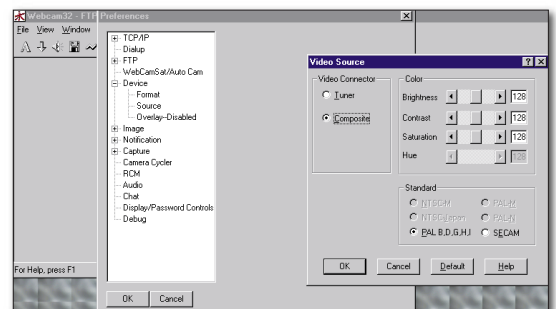 Webcam32 - FTP
File View Window
For Help, press F1
Preferences
TCP/IP
Dialup
FTP
WebCamSat/Auto Cam
Device
Format
Source
Overlay--Disabled
Image
Notification
Capture
Camera Cycler
RCM
Audio
Chat
Display/Password Controls
Debug
OK Cancel
Video Source
Video Connector
Tuner
Composite
Color
Brightness 128
Contrast 128
Saturation 128
Hue 128
Standard
NTSC-M PAL-M
NTSC-Japan PAL-N
PAL B,D,G,H,I SECAM
OK Cancel Default Help